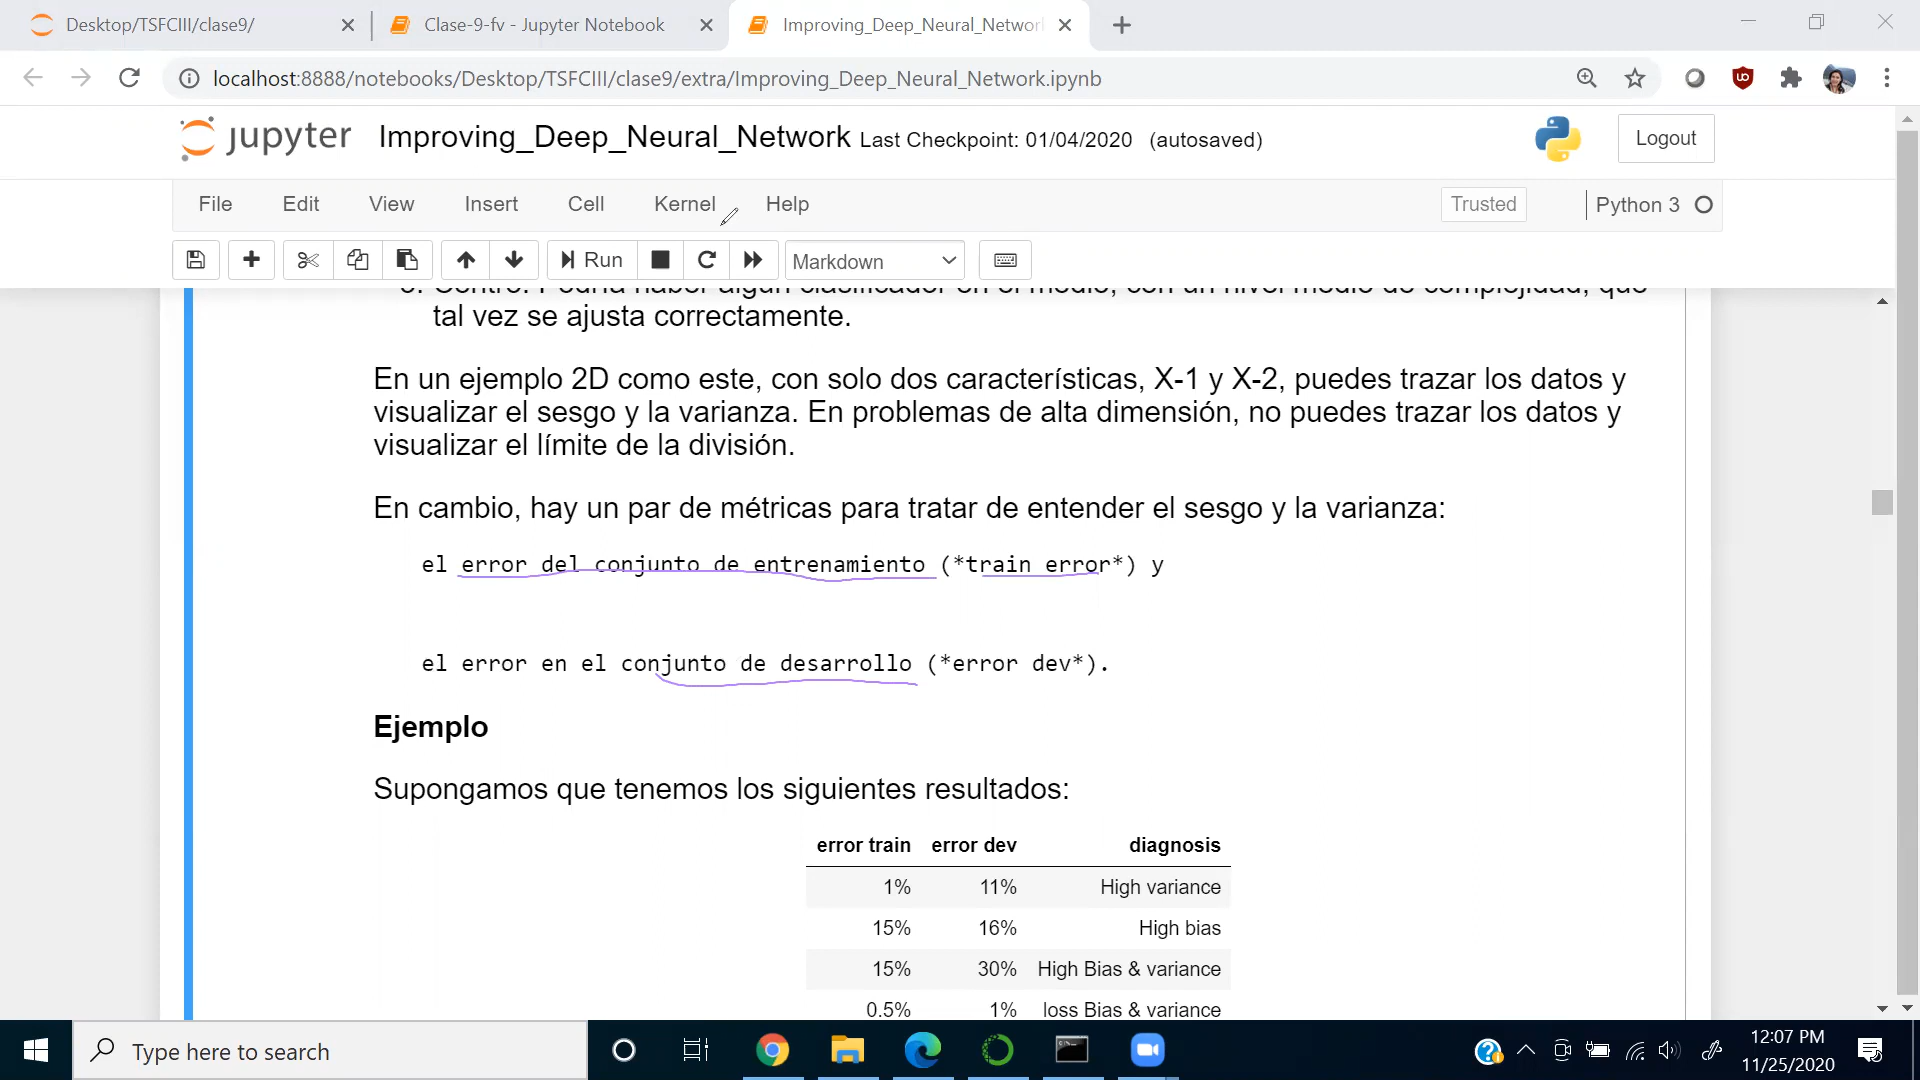 Desktop/TSFCIII/clase9/
Clase-9-fv - Jupyter Notebook
Improving_Deep_Neural_Networ
localhost:8888/notebooks/Desktop/TSFCIII/clase9/extra/Improving_Deep_Neural_Network.ipynb
jupyter Improving_Deep_Neural_Network Last Checkpoint: 01/04/2020 (autosaved)
Logout
File Edit View Insert Cell Kernel Help
Trusted
Python 3
Run
Markdown
tal vez se ajusta correctamente.
En un ejemplo 2D como este, con solo dos características, X-1 y X-2, puedes trazar los datos y
visualizar el sesgo y la varianza. En problemas de alta dimensión, no puedes trazar los datos y
visualizar el límite de la división.
En cambio, hay un par de métricas para tratar de entender el sesgo y la varianza:
el error del conjunto de entrenamiento (*train error*) y
el error en el conjunto de desarrollo (*error dev*).
Ejemplo
Supongamos que tenemos los siguientes resultados:
error train error dev diagnosis
1% 11% High variance
15% 16% High bias
15% 30% High Bias & variance
0.5% 1% loss Bias & variance
Type here to search
12:07 PM
11/25/2020